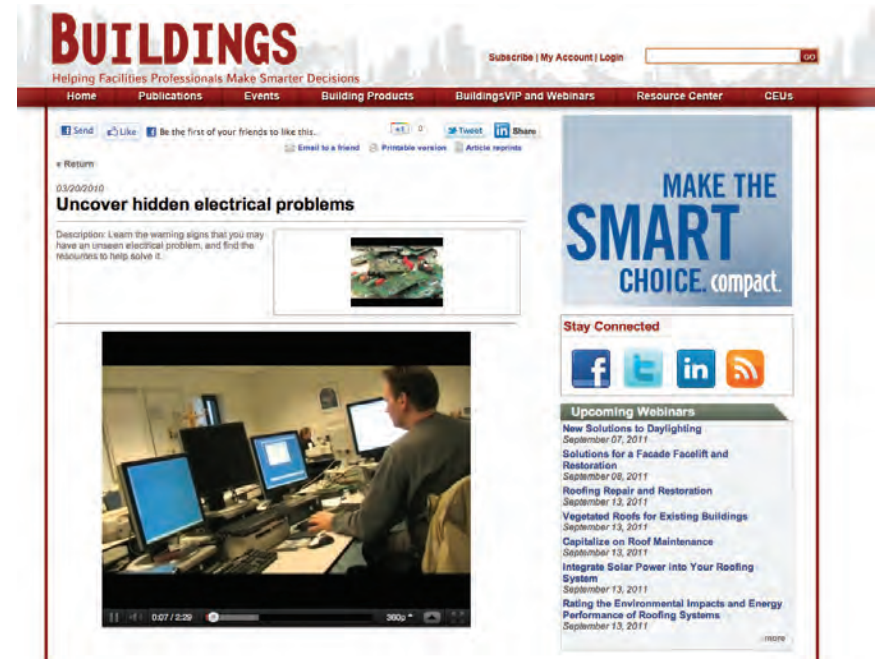 BUILDINGS
Helping Facilities Professionals Make Smarter Decisions
Subscribe | My Account | Login
GO
Home Publications Events Building Products BuildingsVIP and Webinars Resource Center CEUs
Send Like Be the first of your friends to like this. +1 0 Tweet Share
Email to a friend Printable version Article reprints
« Return
03/20/2010
Uncover hidden electrical problems
Description: Learn the warning signs that you may
have an unseen electrical problem, and find the
resources to help solve it.
0:07 / 2:29 360p
MAKE THE
SMART
CHOICE. compact.
Stay Connected
Upcoming Webinars
New Solutions to Daylighting
September 07, 2011
Solutions for a Facade Facelift and
Restoration
September 08, 2011
Roofing Repair and Restoration
September 13, 2011
Vegetated Roofs for Existing Buildings
September 13, 2011
Capitalize on Roof Maintenance
September 13, 2011
Integrate Solar Power into Your Roofing
System
September 13, 2011
Rating the Environmental Impacts and Energy
Performance of Roofing Systems
September 13, 2011
more